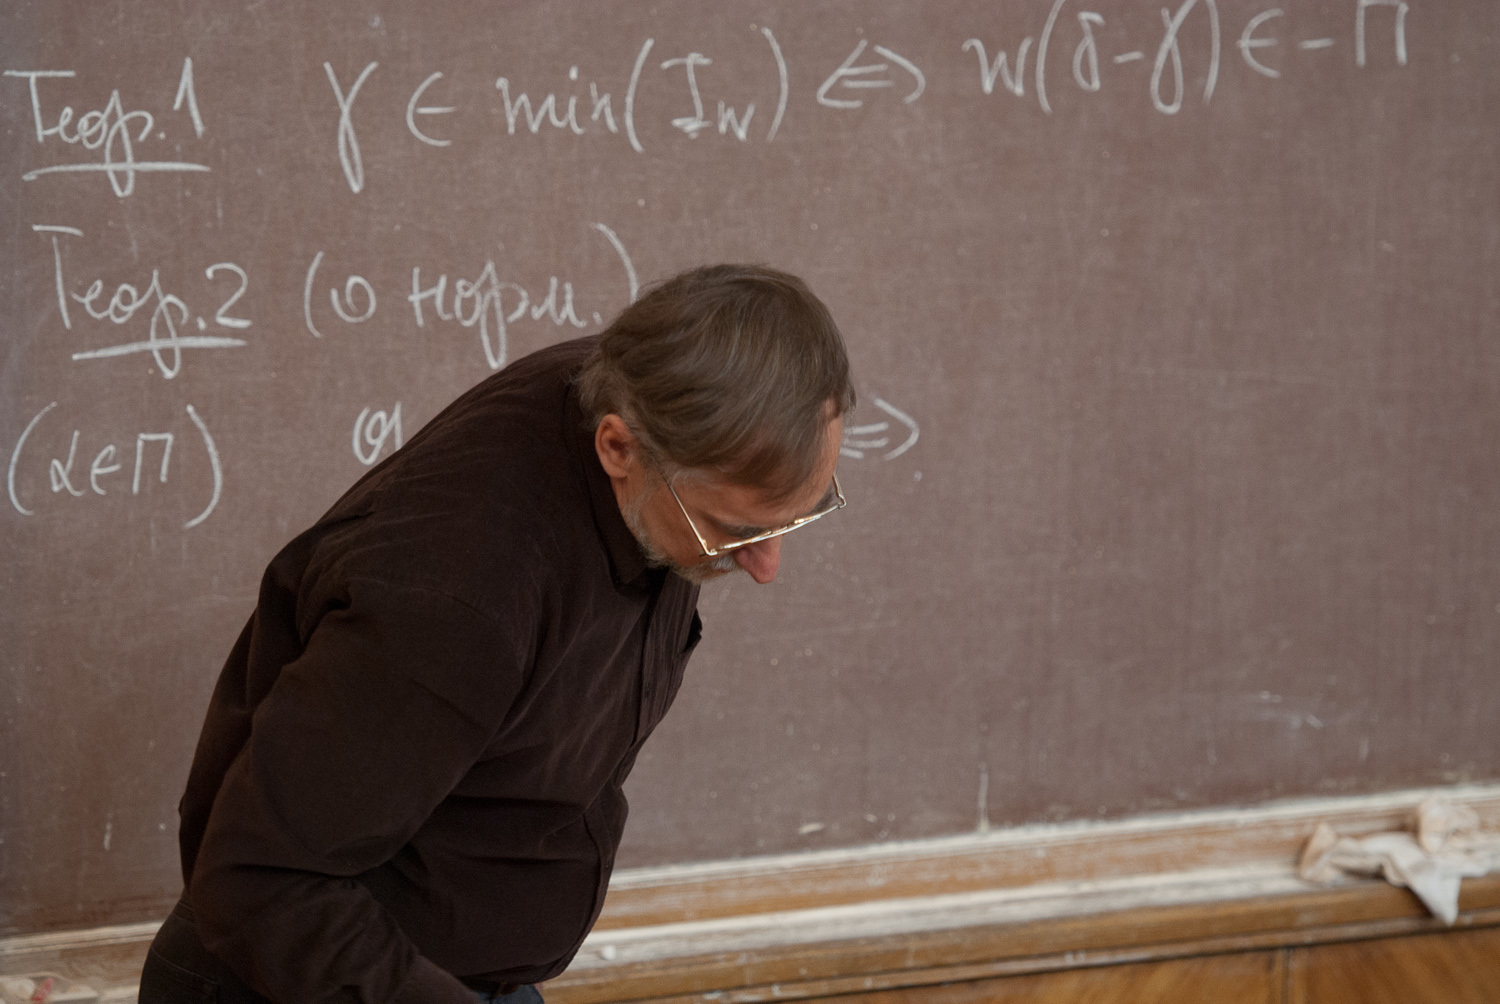 Теор.1 γ ∈ min(I_w) ⟺ w(δ-γ) ∈ -Π
Теор.2 (о норм.)
(α∈Π) ⟹